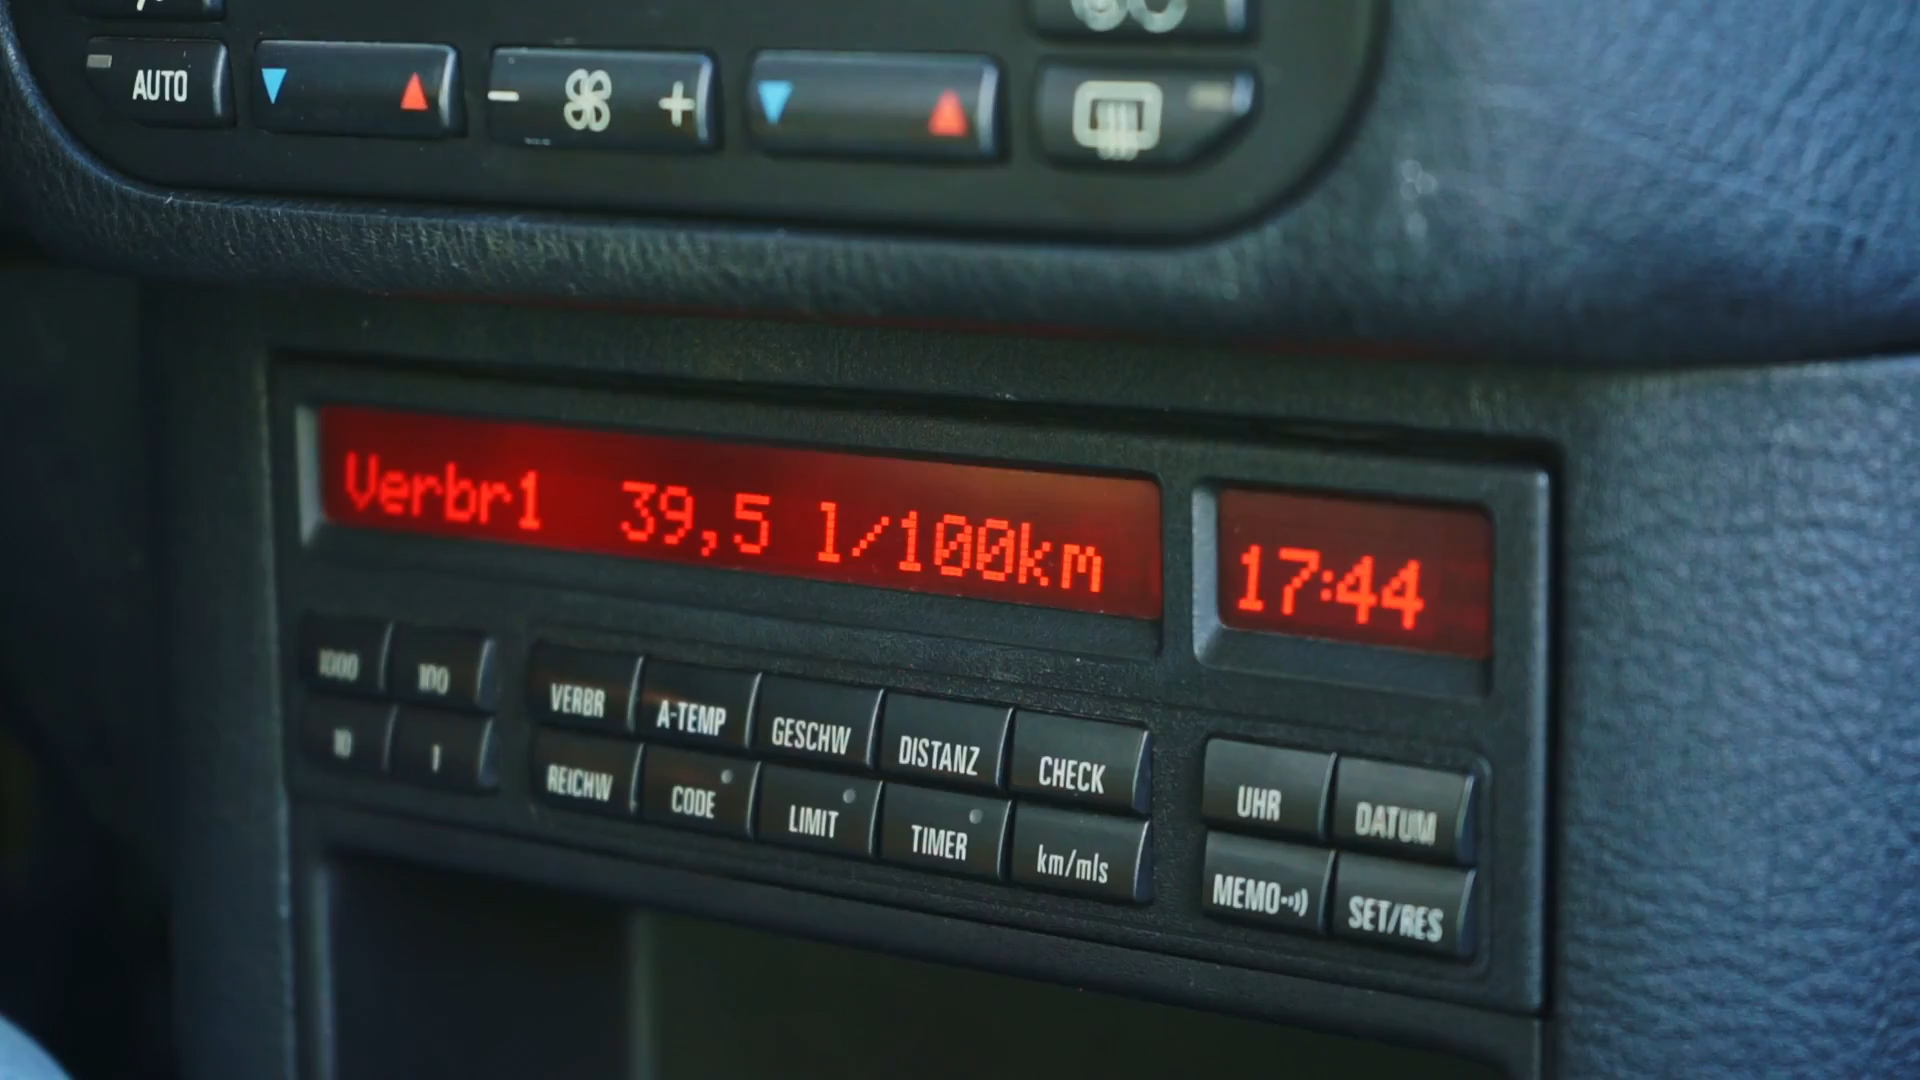 AUTO
- +
Verbr1 39,5 l/100km
17:44
1000 100
10 1
VERBR A-TEMP GESCHW DISTANZ CHECK
REICHW CODE LIMIT TIMER km/mls
UHR DATUM
MEMO SET/RES